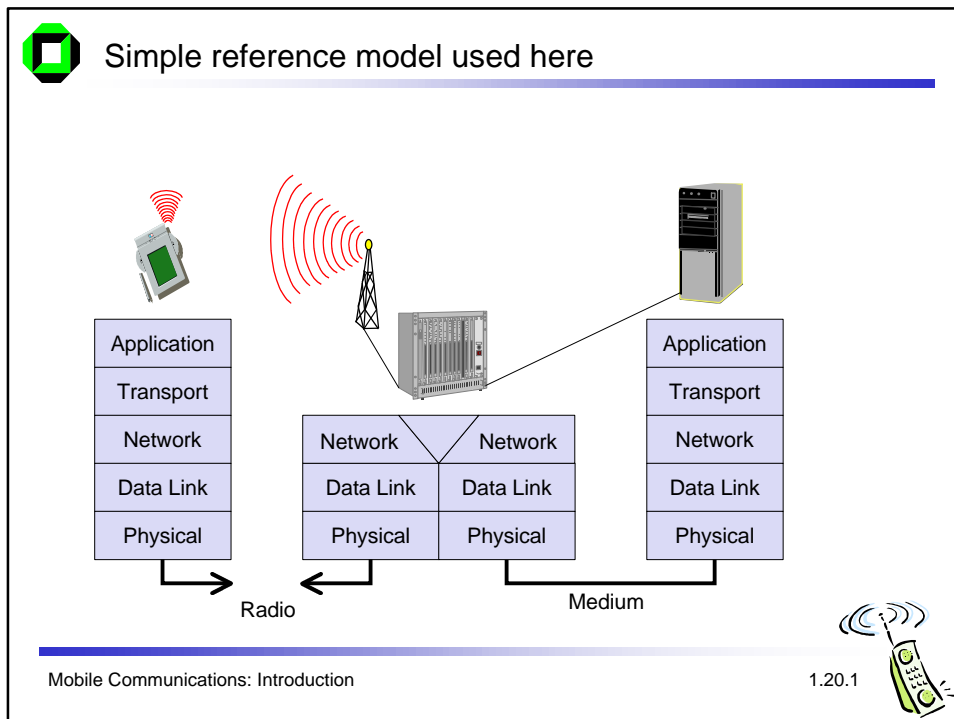 Simple reference model used here
Application
Transport
Network
Data Link
Physical
Network
Network
Data Link
Data Link
Physical
Physical
Application
Transport
Network
Data Link
Physical
Radio
Medium
Mobile Communications: Introduction
1.20.1